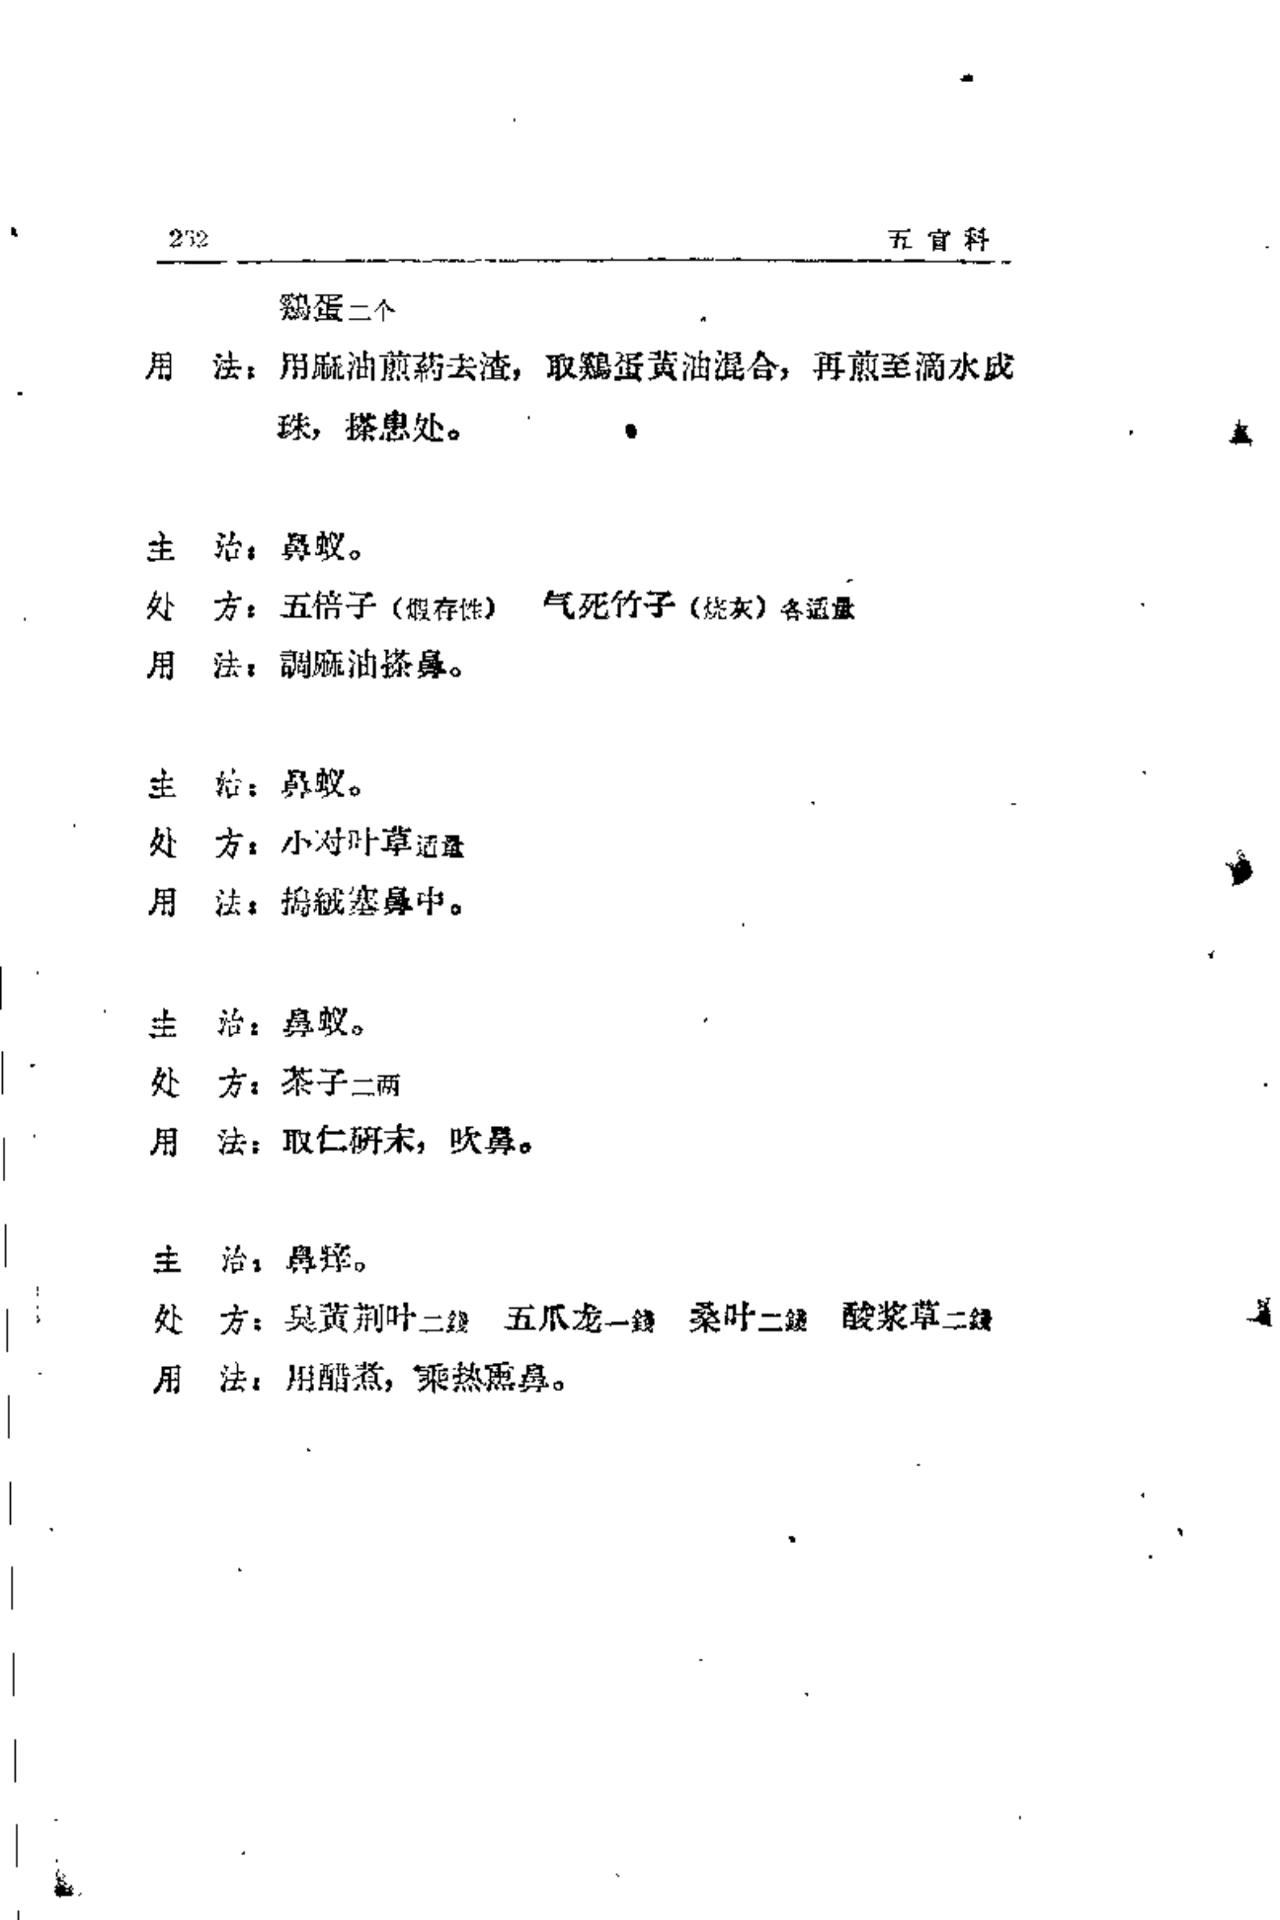 252 五官科
鷄蛋二个
用 法：用麻油煎药去渣，取鷄蛋黄油混合，再煎至滴水成
珠，搽患处。
主 治：鼻蚁。
处 方：五倍子（煅存性） 气死竹子（烧灰）各适量
用 法：調麻油搽鼻。
主 治：鼻蚁。
处 方：小对叶草适量
用 法：捣絨塞鼻中。
主 治：鼻蚁。
处 方：茶子二两
用 法：取仁研末，吹鼻。
主 治：鼻痒。
处 方：吴黄荆叶二錢 五爪龙一錢 桑叶二錢 酸浆草二錢
用 法：用醋煮，乘热熏鼻。